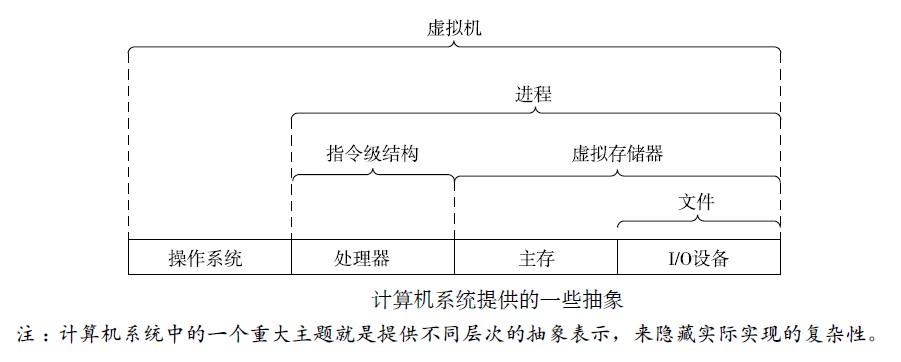 虚拟机
进程
指令级结构 虚拟存储器
文件
操作系统 处理器 主存 I/O设备
计算机系统提供的一些抽象
注：计算机系统中的一个重大主题就是提供不同层次的抽象表示，来隐藏实际实现的复杂性。